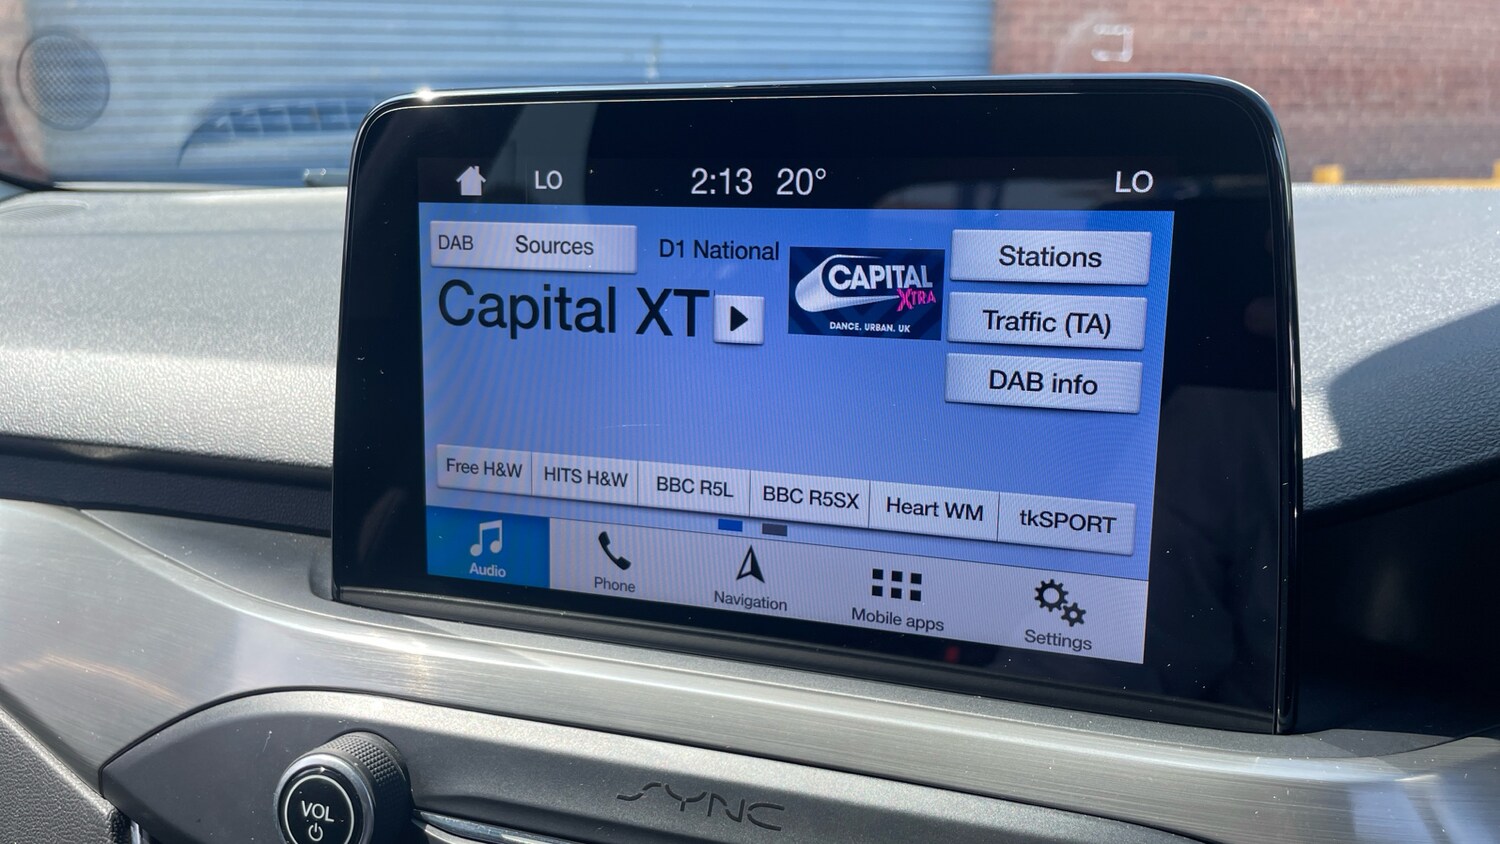 LO 2:13 20° LO
DAB Sources
D1 National
Capital XT
CAPITAL
XTRA
DANCE. URBAN. UK
Stations
Traffic (TA)
DAB info
Free H&W
HITS H&W
BBC R5L
BBC R5SX
Heart WM
tkSPORT
Audio
Phone
Navigation
Mobile apps
Settings
VOL
SYNC